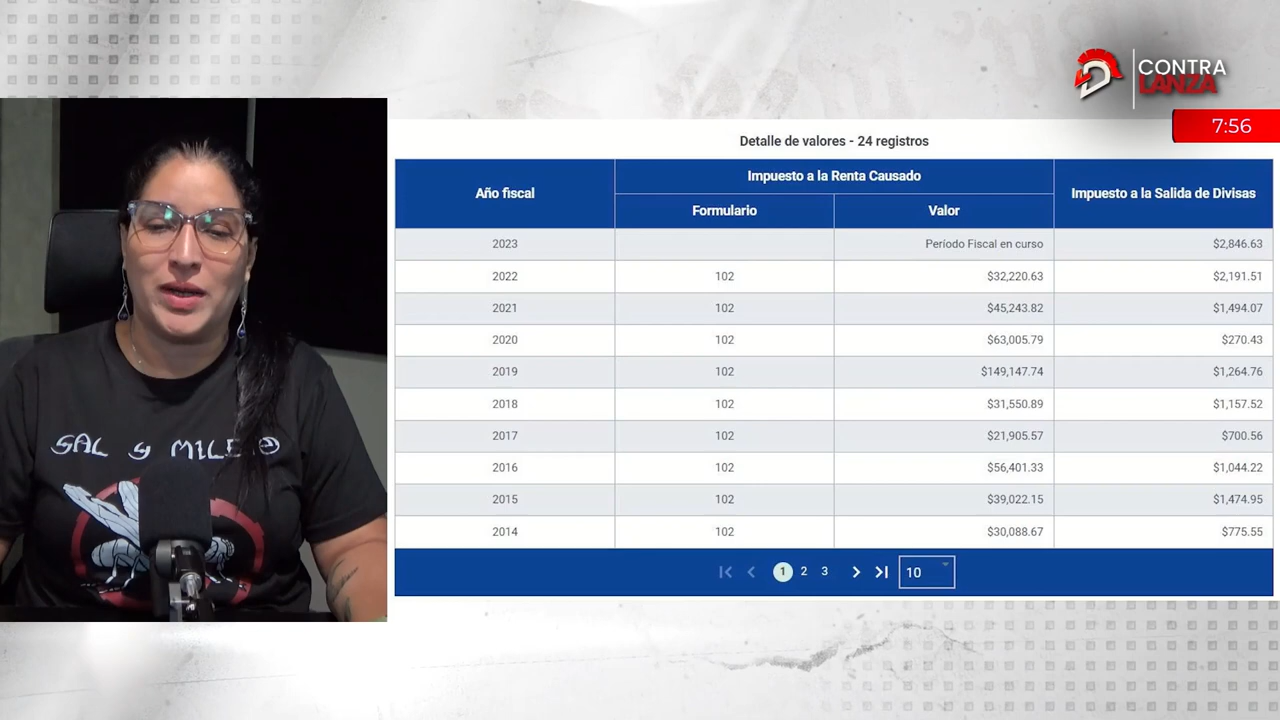 CONTRA
LANZA
7:56
Detalle de valores - 24 registros
Año fiscal
Impuesto a la Renta Causado
Impuesto a la Salida de Divisas
Formulario
Valor
2023 Período Fiscal en curso $2,846.63
2022 102 $32,220.63 $2,191.51
2021 102 $45,243.82 $1,494.07
2020 102 $63,005.79 $270.43
2019 102 $149,147.74 $1,264.76
2018 102 $31,550.89 $1,157.52
2017 102 $21,905.57 $700.56
2016 102 $56,401.33 $1,044.22
2015 102 $39,022.15 $1,474.95
2014 102 $30,088.67 $775.55
1 2 3 10
SAL y MILETO